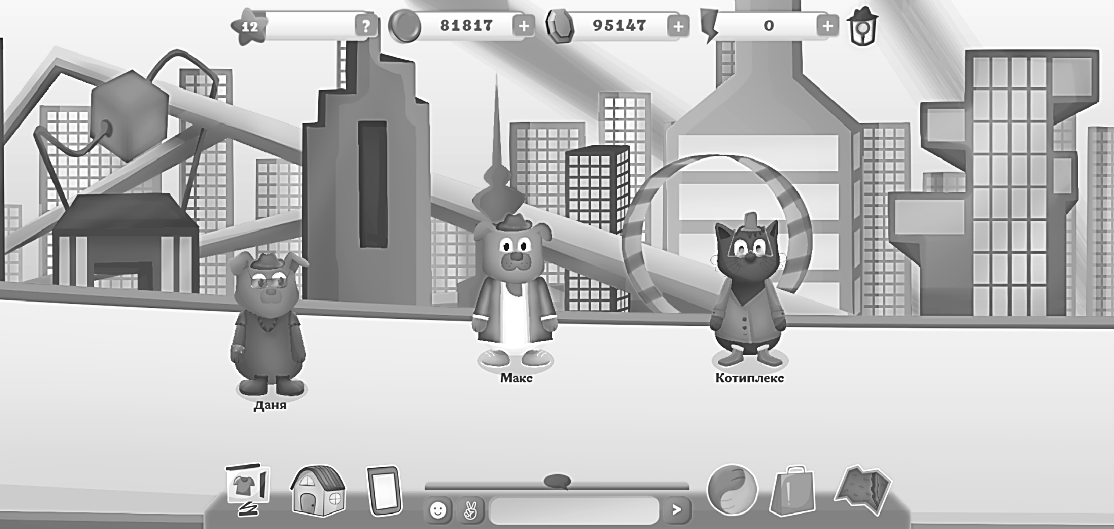 12 ? 81817 + 95147 + 0 +
Макс
Котиплекс
Даня
>